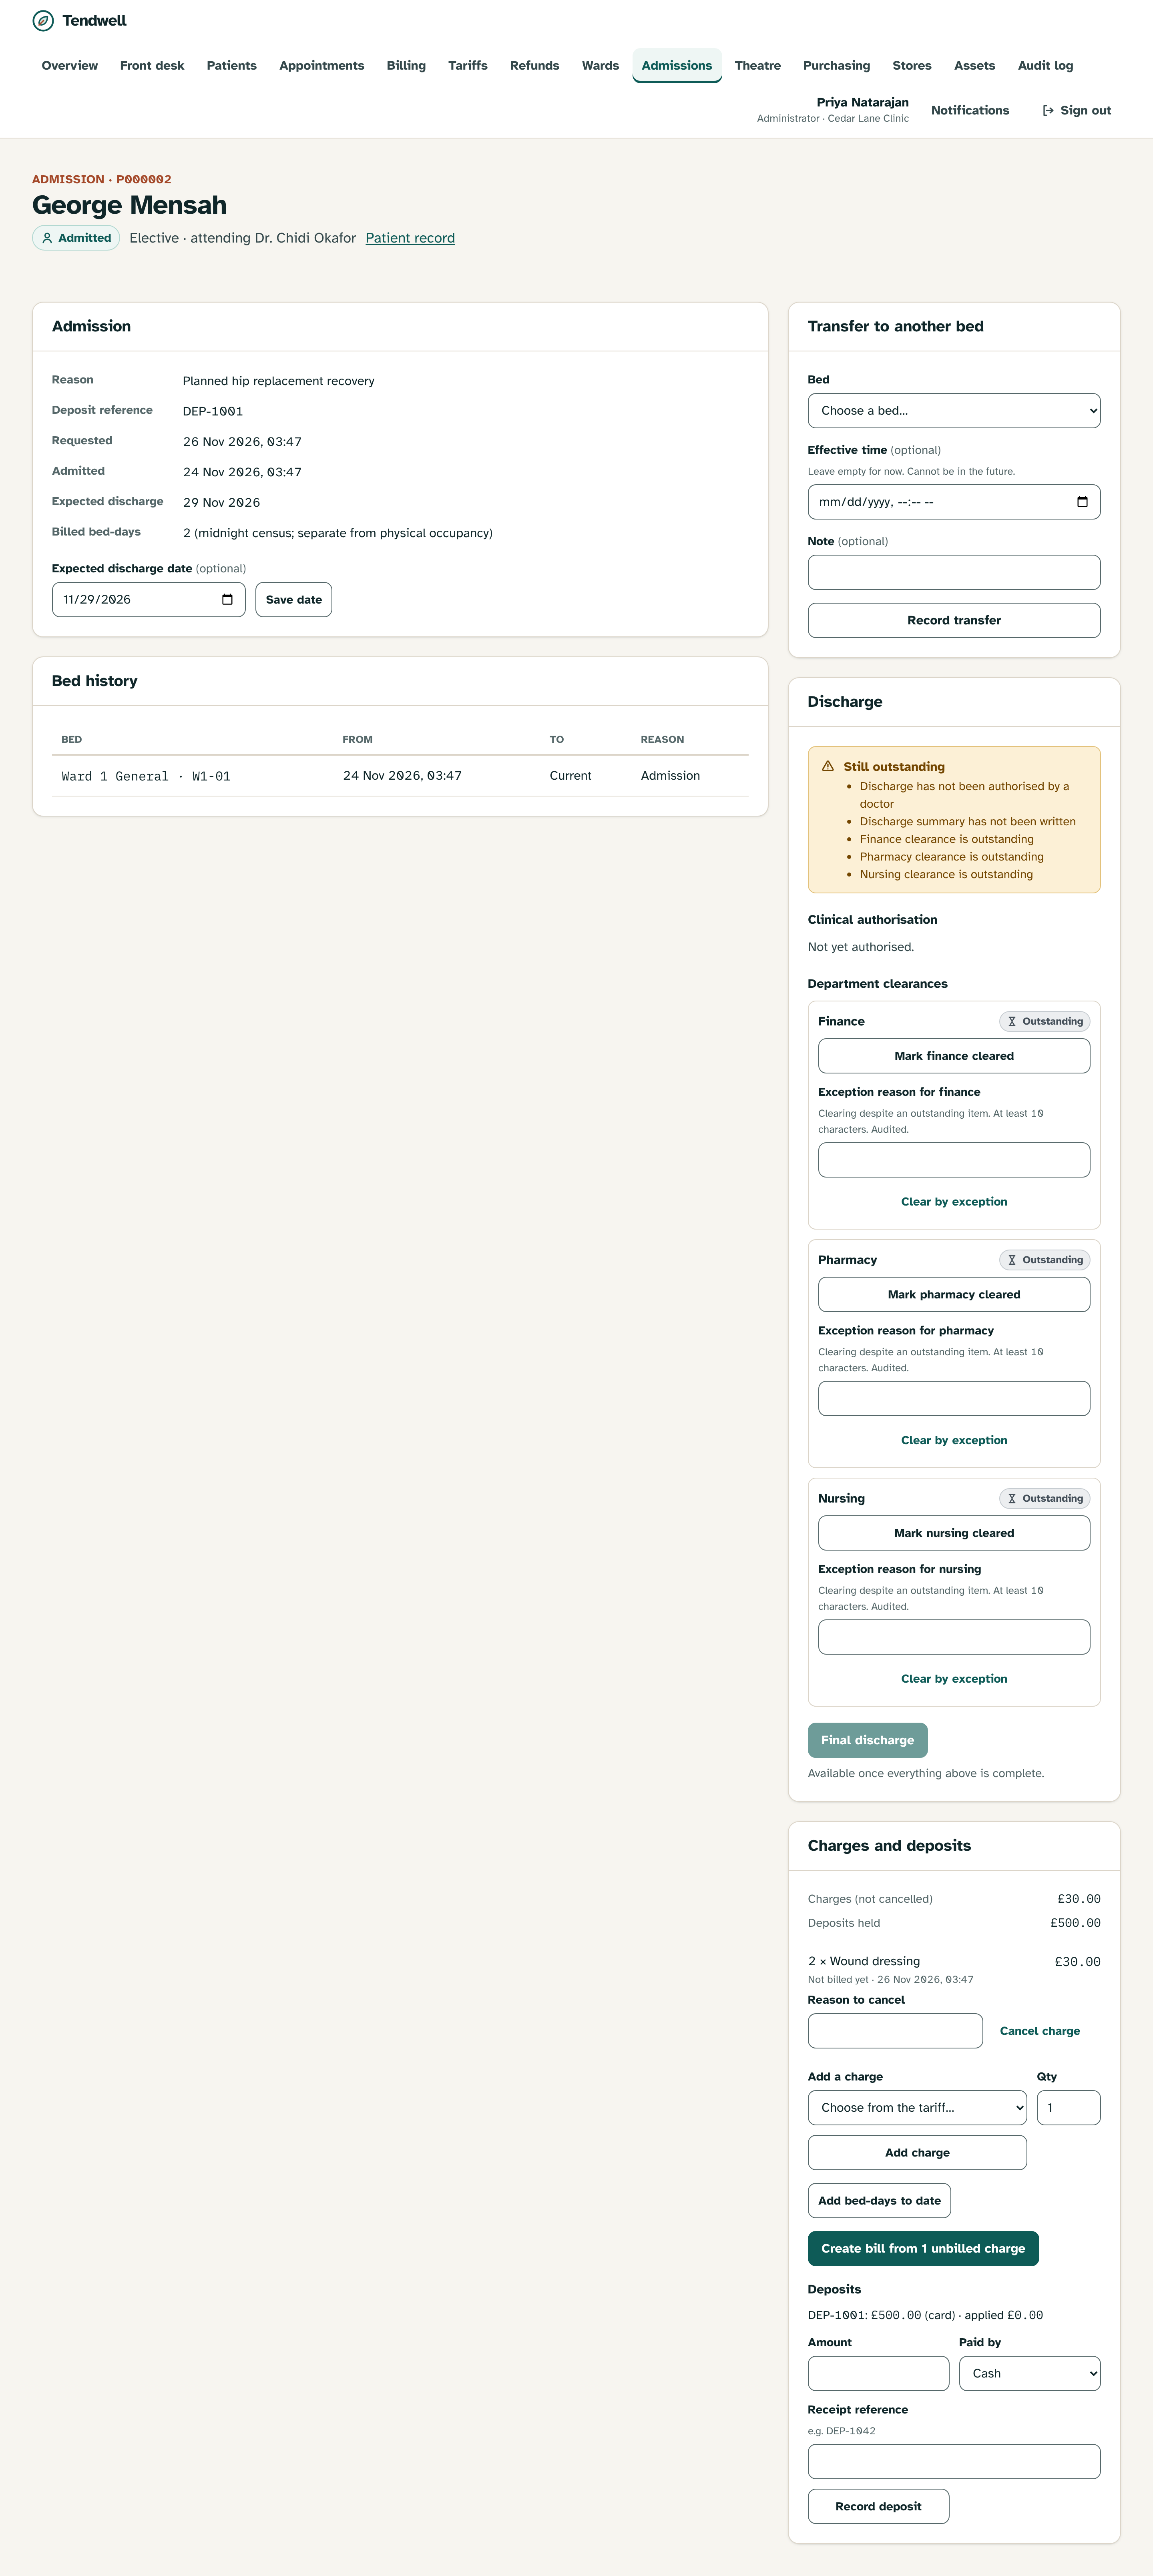 Tendwell
Overview Front desk Patients Appointments Billing Tariffs Refunds Wards Admissions Theatre Purchasing Stores Assets Audit log
Priya Natarajan
Administrator · Cedar Lane Clinic
Notifications
Sign out
ADMISSION · P000002
George Mensah
Admitted Elective · attending Dr. Chidi Okafor Patient record
Admission
Reason Planned hip replacement recovery
Deposit reference DEP-1001
Requested 26 Nov 2026, 03:47
Admitted 24 Nov 2026, 03:47
Expected discharge 29 Nov 2026
Billed bed-days 2 (midnight census; separate from physical occupancy)
Expected discharge date (optional)
11/29/2026 Save date
Bed history
BED FROM TO REASON
Ward 1 General · W1-01 24 Nov 2026, 03:47 Current Admission
Transfer to another bed
Bed
Choose a bed...
Effective time (optional)
Leave empty for now. Cannot be in the future.
mm/dd/yyyy, --:-- --
Note (optional)
Record transfer
Discharge
Still outstanding
• Discharge has not been authorised by a
doctor
• Discharge summary has not been written
• Finance clearance is outstanding
• Pharmacy clearance is outstanding
• Nursing clearance is outstanding
Clinical authorisation
Not yet authorised.
Department clearances
Finance Outstanding
Mark finance cleared
Exception reason for finance
Clearing despite an outstanding item. At least 10
characters. Audited.
Clear by exception
Pharmacy Outstanding
Mark pharmacy cleared
Exception reason for pharmacy
Clearing despite an outstanding item. At least 10
characters. Audited.
Clear by exception
Nursing Outstanding
Mark nursing cleared
Exception reason for nursing
Clearing despite an outstanding item. At least 10
characters. Audited.
Clear by exception
Final discharge
Available once everything above is complete.
Charges and deposits
Charges (not cancelled) £30.00
Deposits held £500.00
2 × Wound dressing £30.00
Not billed yet · 26 Nov 2026, 03:47
Reason to cancel
Cancel charge
Add a charge Qty
Choose from the tariff... 1
Add charge
Add bed-days to date
Create bill from 1 unbilled charge
Deposits
DEP-1001: £500.00 (card) · applied £0.00
Amount Paid by
Cash
Receipt reference
e.g. DEP-1042
Record deposit